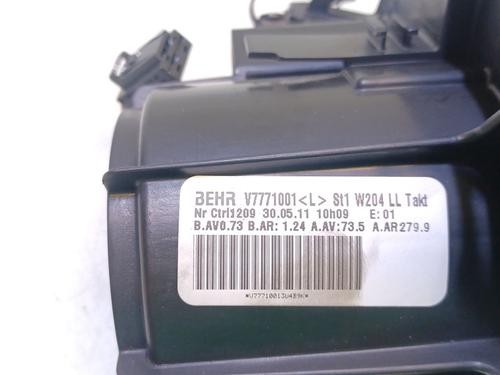 BEHR V7771001<L> St1 W204 LL Takt
Nr Ctrl1209 30.05.11 10h09 E:01
B.AV0.73 B.AR: 1.24 A.AV:73.5 A.AR279.9
*V77710013U4B9K*